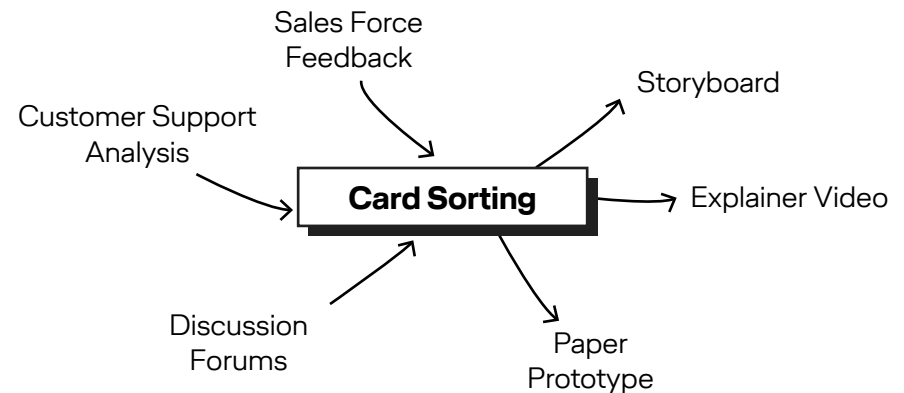 Sales Force
Feedback
Storyboard
Customer Support
Analysis
Card Sorting
Explainer Video
Discussion
Forums
Paper
Prototype